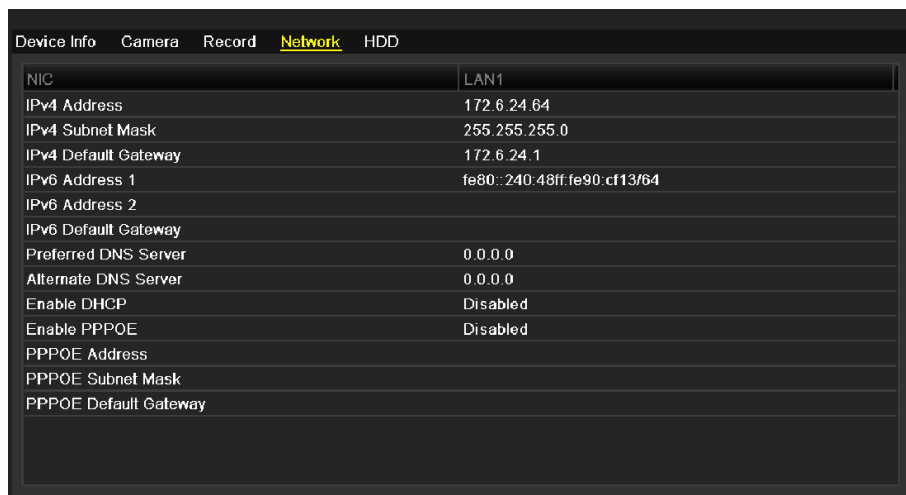 Device Info Camera Record Network HDD
NIC LAN1
IPv4 Address 172.6.24.64
IPv4 Subnet Mask 255.255.255.0
IPv4 Default Gateway 172.6.24.1
IPv6 Address 1 fe80::240:48ff:fe90:cf13/64
IPv6 Address 2
IPv6 Default Gateway
Preferred DNS Server 0.0.0.0
Alternate DNS Server 0.0.0.0
Enable DHCP Disabled
Enable PPPOE Disabled
PPPOE Address
PPPOE Subnet Mask
PPPOE Default Gateway